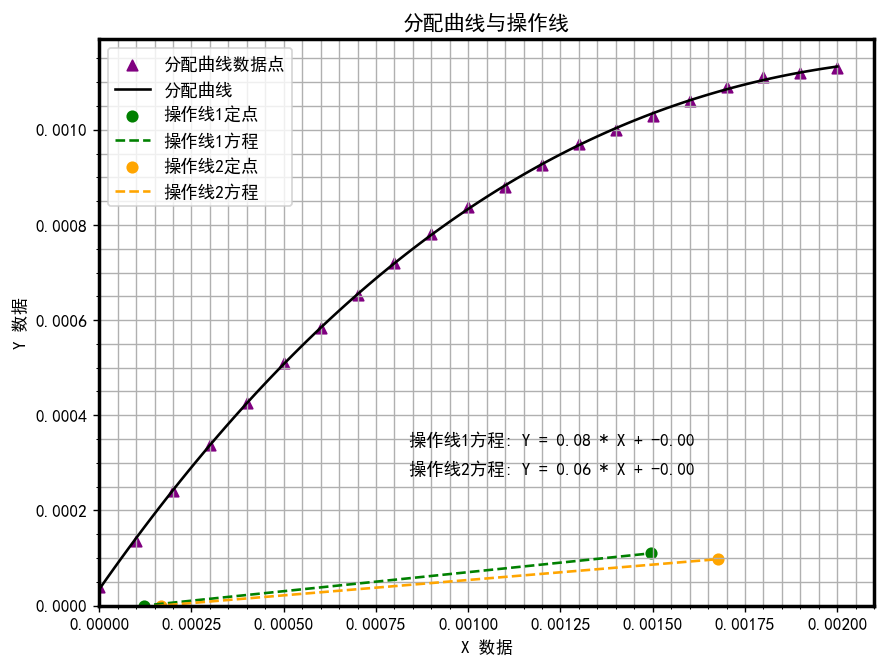 分配曲线与操作线
分配曲线数据点
分配曲线
操作线1定点
操作线1方程
操作线2定点
操作线2方程
0.0010
0.0008
0.0006
0.0004
0.0002
0.0000
Y 数据
操作线1方程: Y = 0.08 * X + -0.00
操作线2方程: Y = 0.06 * X + -0.00
0.00000 0.00025 0.00050 0.00075 0.00100 0.00125 0.00150 0.00175 0.00200
X 数据